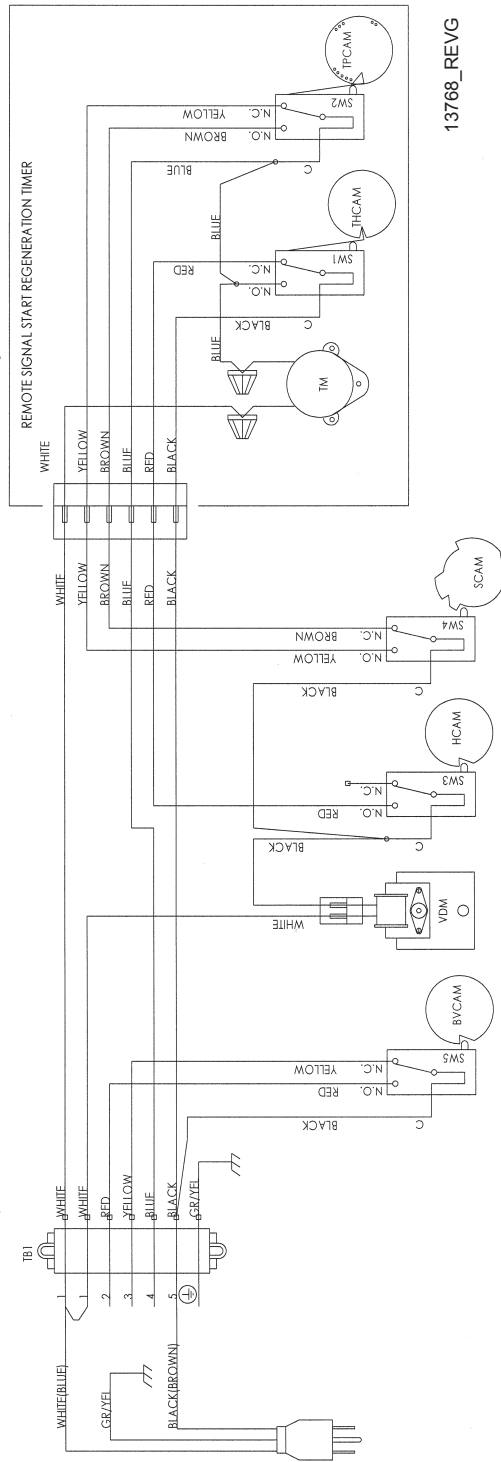 13768_REVG
REMOTE SIGNAL START REGENERATION TIMER
TPCAM
SW2
N.C.
YELLOW
N.O.
BROWN
BLUE
C
BLUE
THCAM
SW1
N.C.
RED
N.O.
BLACK
C
BLUE
TM
WHITE
YELLOW
BROWN
BLUE
RED
BLACK
WHITE
YELLOW
BROWN
BLUE
RED
BLACK
SCAM
SW4
N.C.
BROWN
N.O.
YELLOW
BLACK
C
HCAM
SW3
N.C.
N.O.
RED
BLACK
C
WHITE
VDM
BVCAM
SW5
N.C.
YELLOW
N.O.
RED
BLACK
C
TB1
WHITE
WHITE
RED
YELLOW
BLUE
BLACK
GR/YEL
1
1
2
3
4
5
WHITE(BLUE)
GR/YEL
BLACK(BROWN)